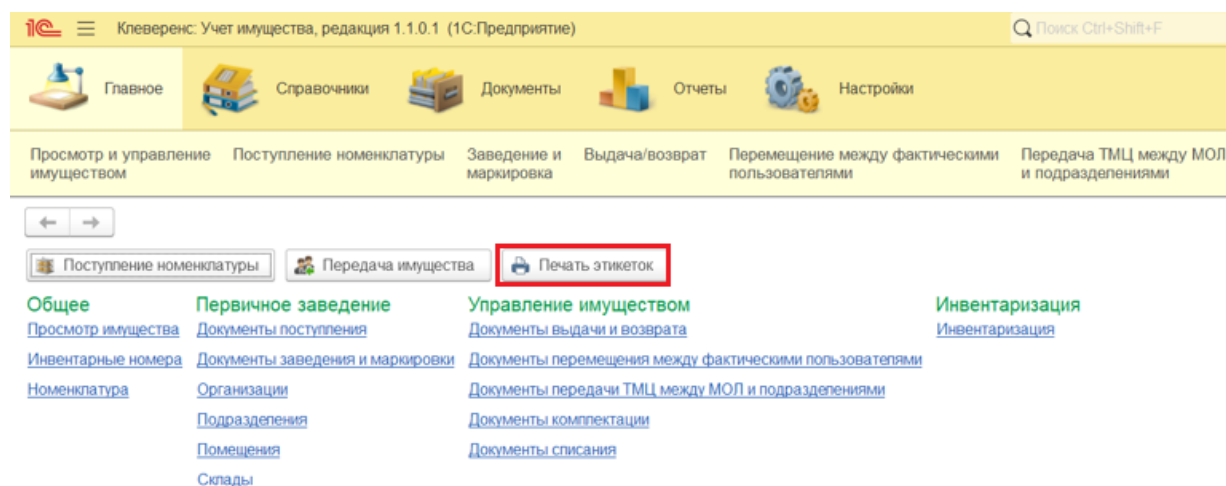 1С Клеверенс: Учет имущества, редакция 1.1.0.1 (1С:Предприятие) Поиск Ctrl+Shift+F
Главное Справочники Документы Отчеты Настройки
Просмотр и управление имуществом
Поступление номенклатуры
Заведение и маркировка
Выдача/возврат
Перемещение между фактическими пользователями
Передача ТМЦ между МОЛ и подразделениями
Поступление номенклатуры Передача имущества Печать этикеток
Общее
Просмотр имущества
Инвентарные номера
Номенклатура
Первичное заведение
Документы поступления
Документы заведения и маркировки
Организации
Подразделения
Помещения
Склады
Управление имуществом
Документы выдачи и возврата
Документы перемещения между фактическими пользователями
Документы передачи ТМЦ между МОЛ и подразделениями
Документы комплектации
Документы списания
Инвентаризация
Инвентаризация